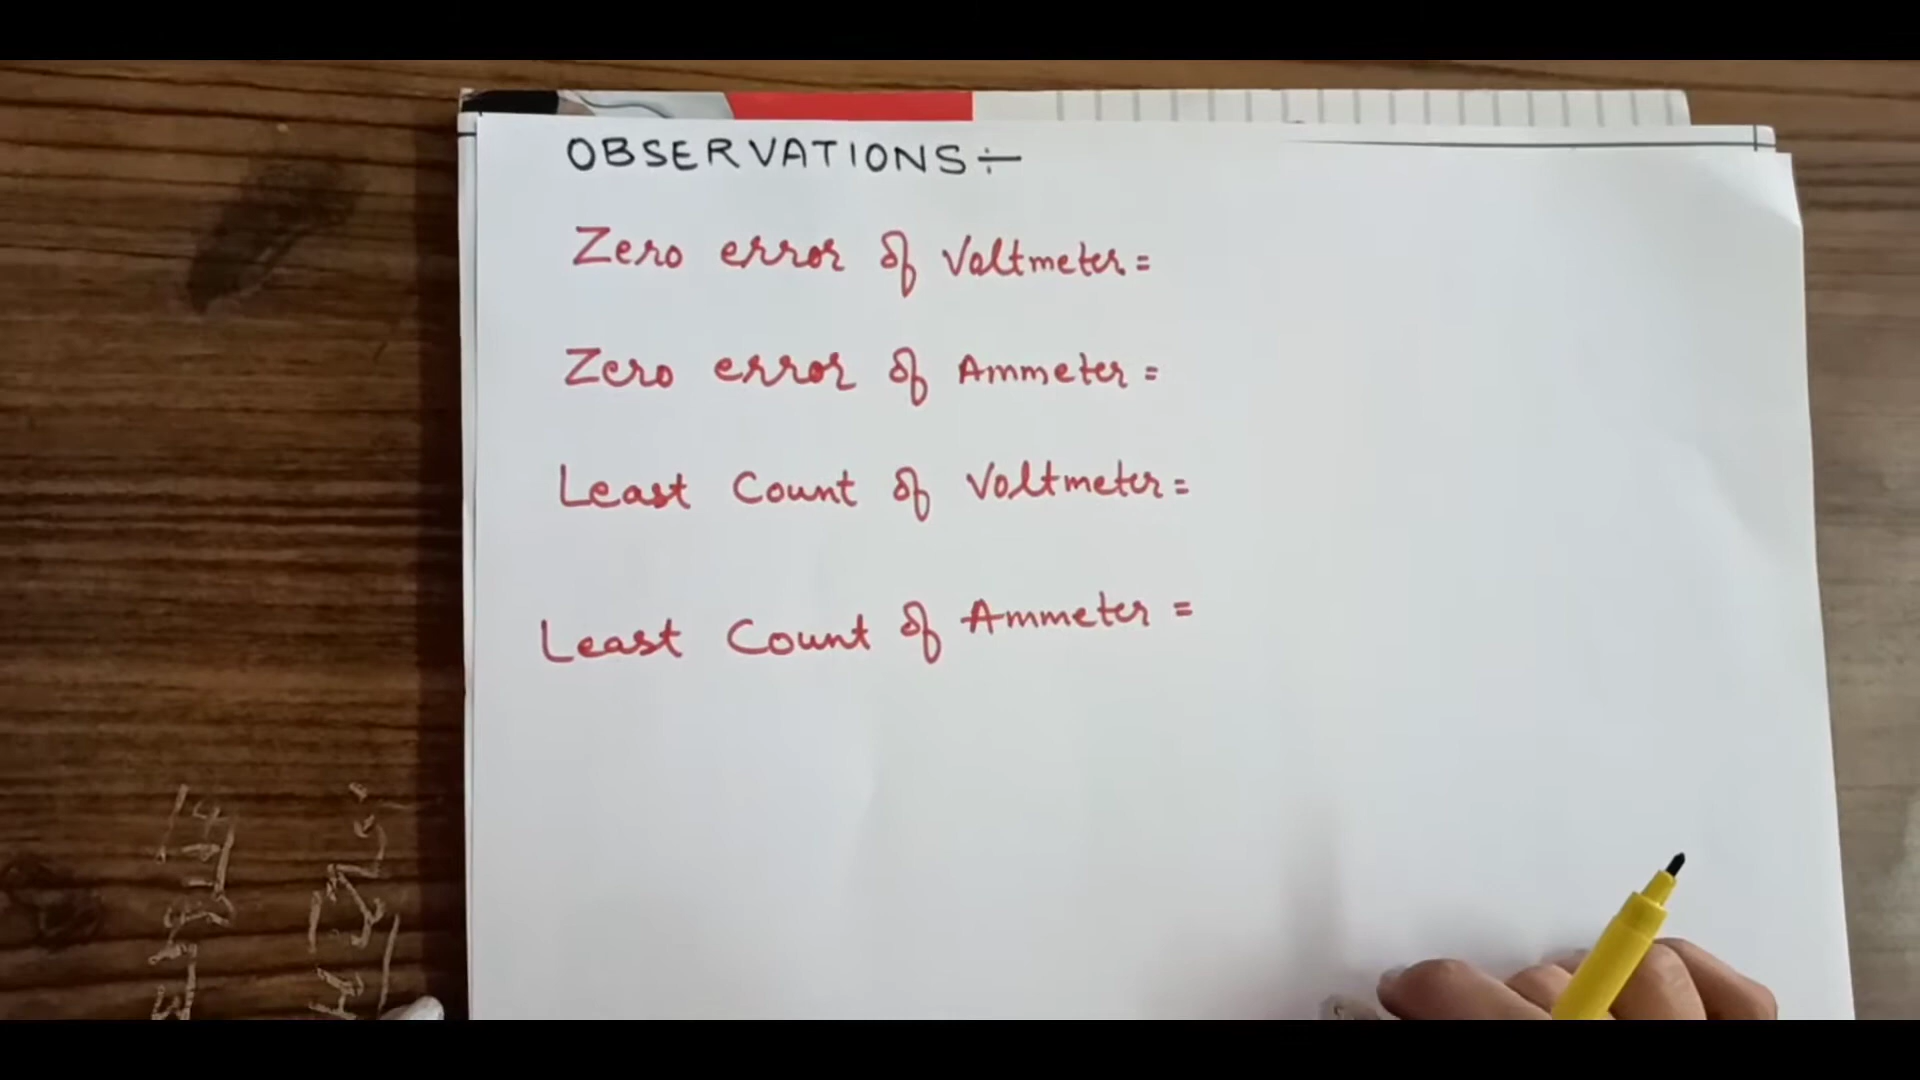 OBSERVATIONS ÷
Zero error of Voltmeter =
Zero error of Ammeter =
Least Count of Voltmeter =
Least Count of Ammeter =